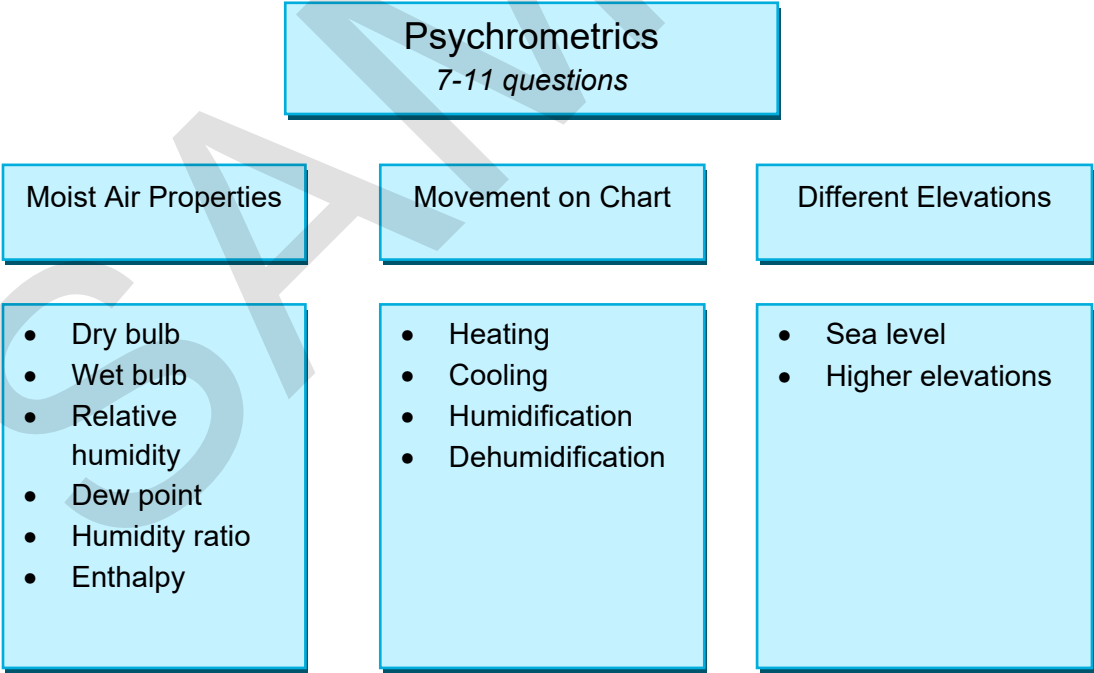 Psychrometrics
7-11 questions
Moist Air Properties
Movement on Chart
Different Elevations
• Dry bulb
• Wet bulb
• Relative
humidity
• Dew point
• Humidity ratio
• Enthalpy
• Heating
• Cooling
• Humidification
• Dehumidification
• Sea level
• Higher elevations
SAM